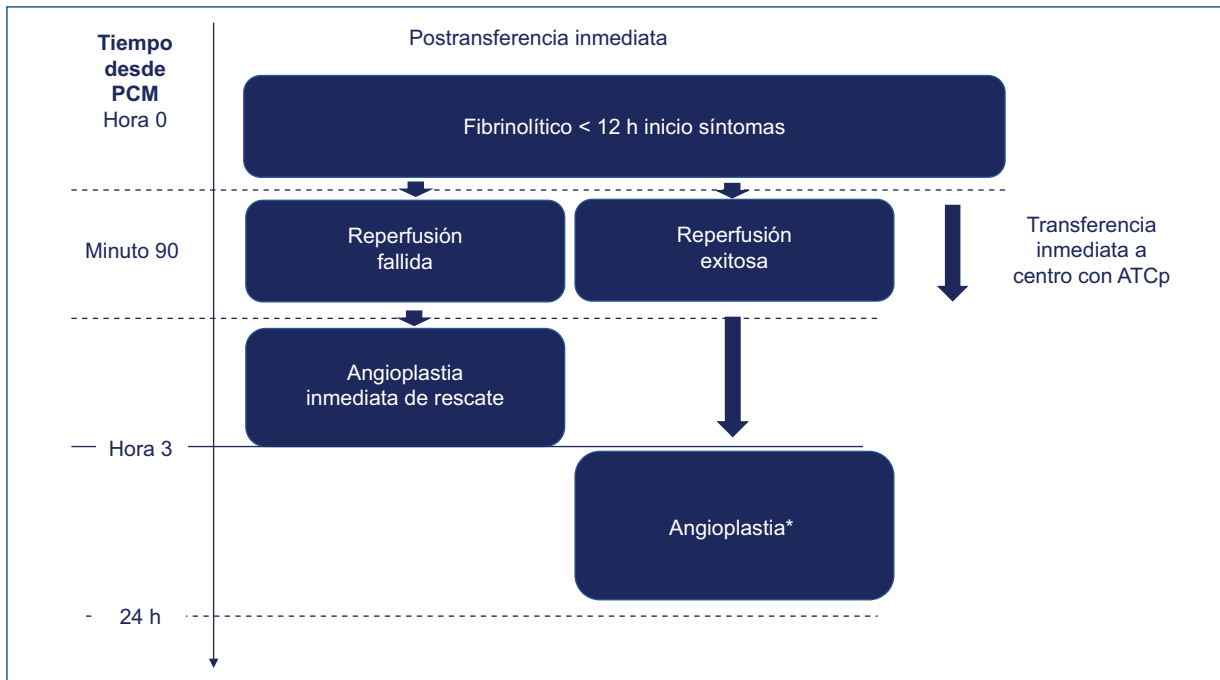 Tiempo
desde
PCM
Hora 0
Postransferencia inmediata
Fibrinolítico < 12 h inicio síntomas
Minuto 90
Reperfusión
fallida
Reperfusión
exitosa
Transferencia
inmediata a
centro con ATCp
Angioplastia
inmediata de rescate
Hora 3
Angioplastia*
24 h